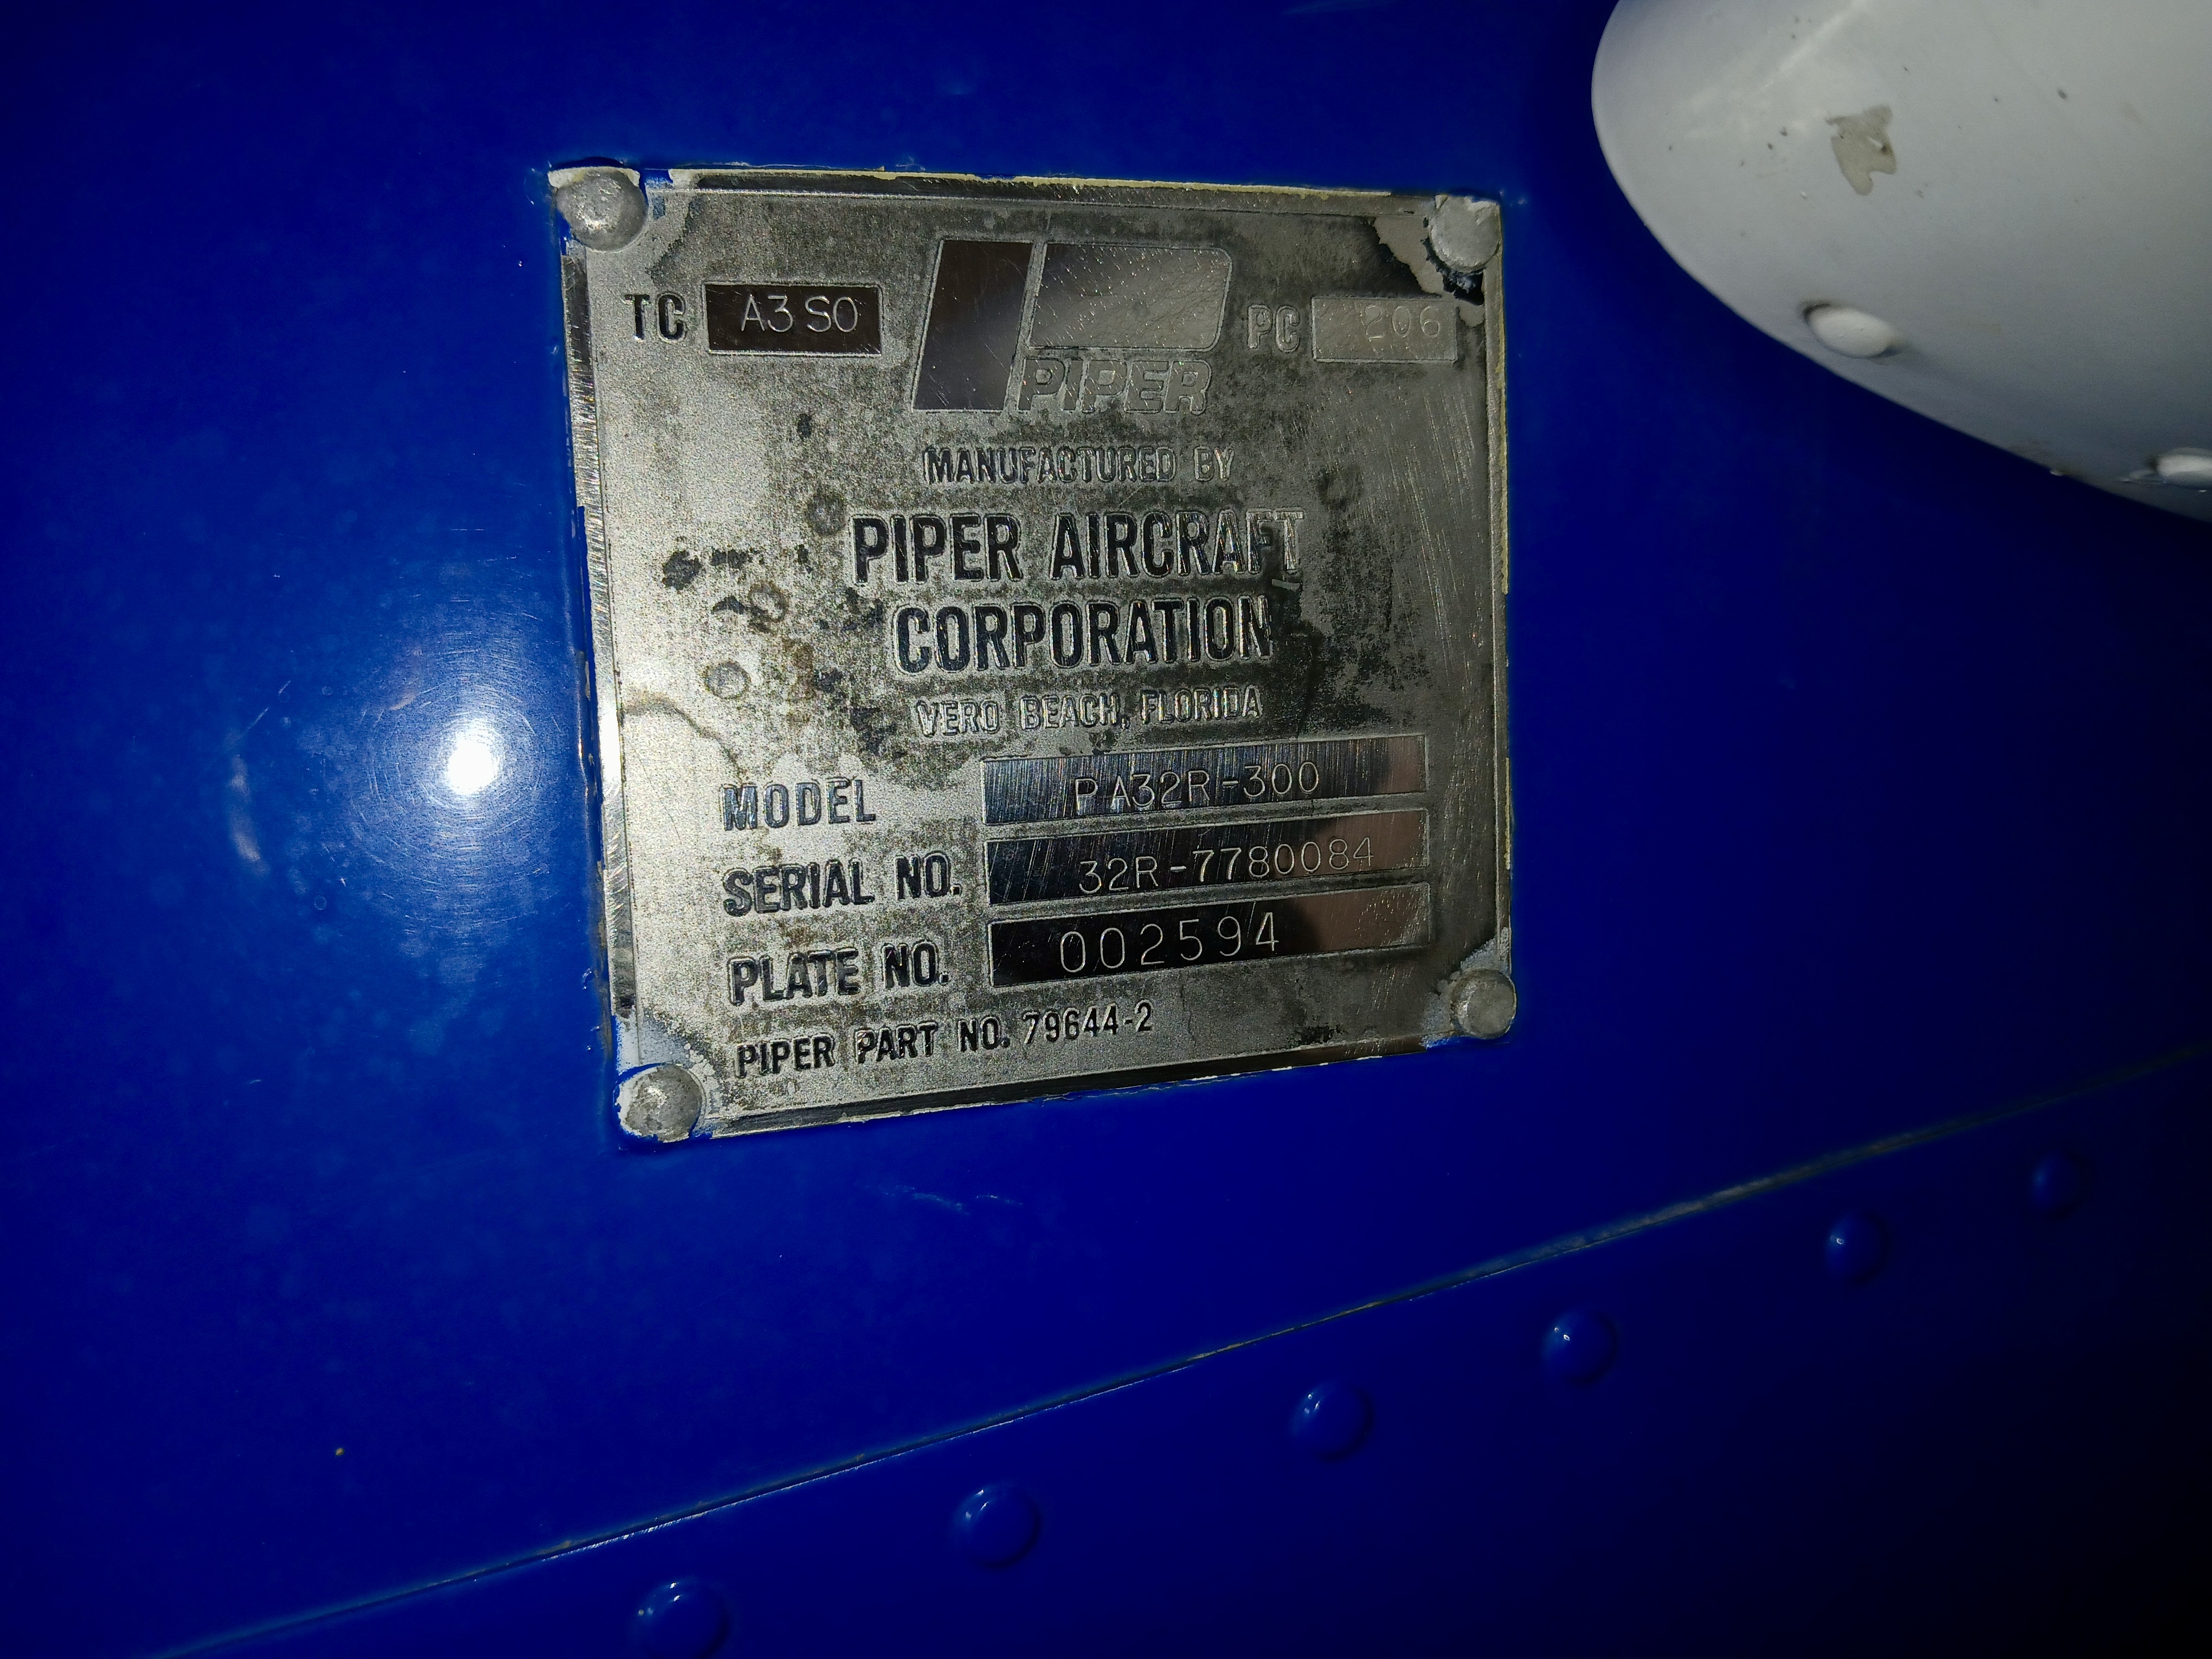 TC A3SO PC 206
PIPER
MANUFACTURED BY
PIPER AIRCRAFT
CORPORATION
VERO BEACH, FLORIDA
MODEL PA32R-300
SERIAL NO. 32R-7780084
PLATE NO. 002594
PIPER PART NO. 79644-2